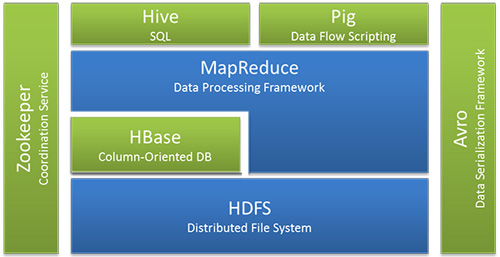 Zookeeper
Coordination Service
Hive
SQL
Pig
Data Flow Scripting
MapReduce
Data Processing Framework
HBase
Column-Oriented DB
HDFS
Distributed File System
Avro
Data Serialization Framework